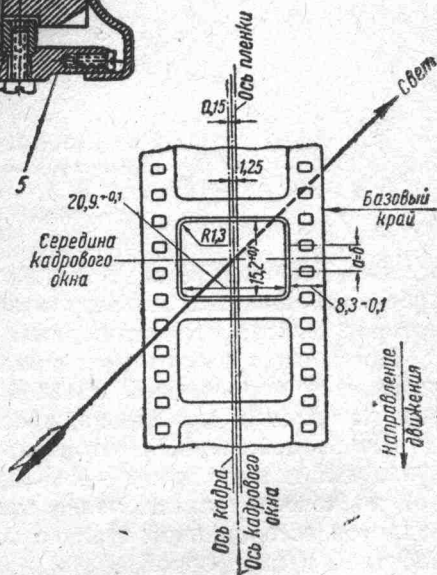 Ось пленки
Свет
0,15
5
1,25
20,9+0,1
Базовый
край
R1,3
Середина
кадрового
окна
15,2+0,1
а=б
8,3-0,1
Направление
движения
Ось кадра
Ось кадрового
окна